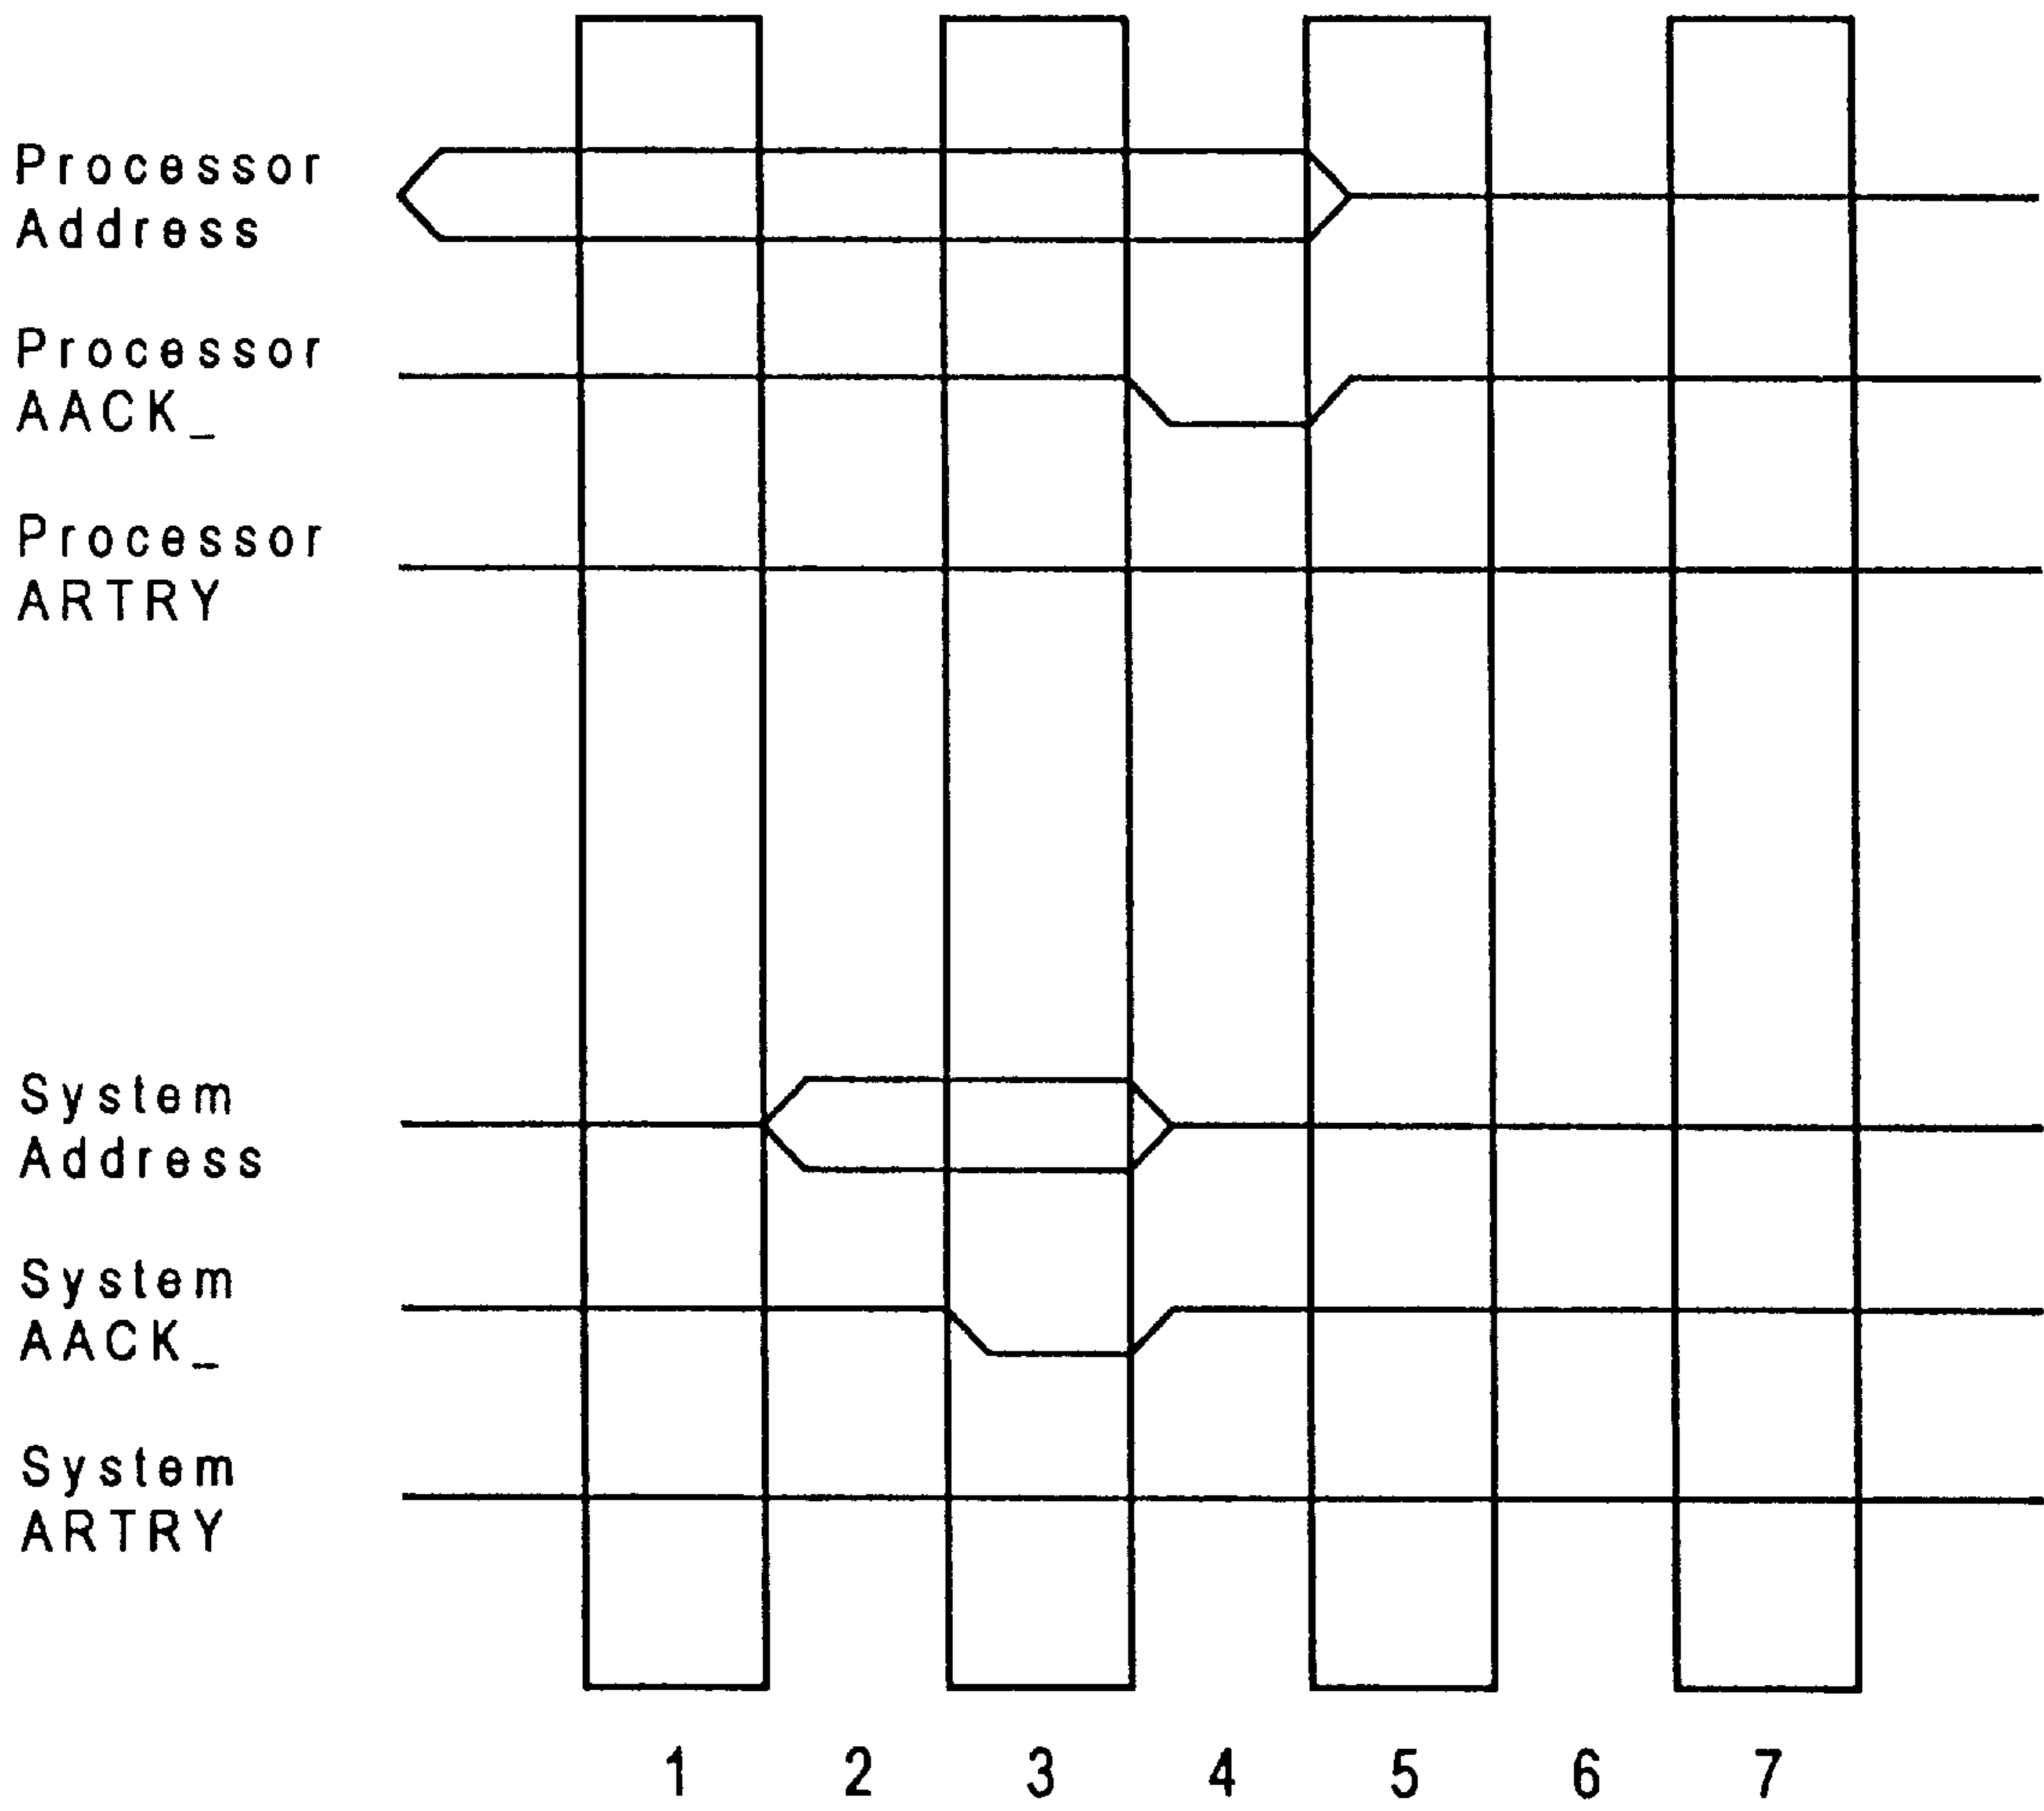 Processor
Address
Processor
AACK_
Processor
ARTRY
System
Address
System
AACK_
System
ARTRY
1 2 3 4 5 6 7